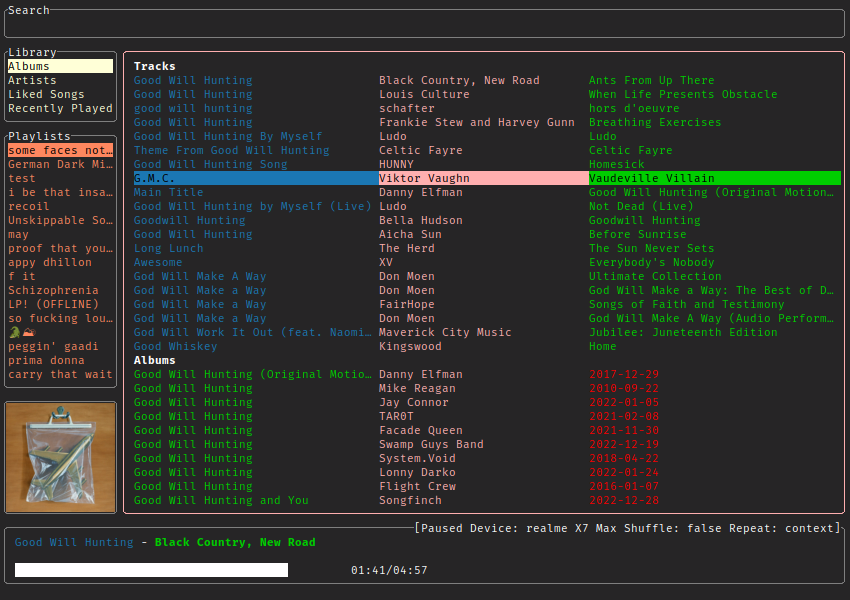 Search
Library
Albums
Artists
Liked Songs
Recently Played
Playlists
some faces not…
German Dark Mi…
test
i be that insa…
recoil
Unskippable So…
may
proof that you…
appy dhillon
f it
Schizophrenia
LP! (OFFLINE)
so fucking lou…
🐊🌋
peggin' gaadi
prima donna
carry that wait
Tracks
Good Will Hunting Black Country, New Road Ants From Up There
Good Will Hunting Louis Culture When Life Presents Obstacle
good will hunting schafter hors d'oeuvre
Good Will Hunting Frankie Stew and Harvey Gunn Breathing Exercises
Good Will Hunting By Myself Ludo Ludo
Theme From Good Will Hunting Celtic Fayre Celtic Fayre
Good Will Hunting Song HUNNY Homesick
G.M.C. Viktor Vaughn Vaudeville Villain
Main Title Danny Elfman Good Will Hunting (Original Motion…
Good Will Hunting by Myself (Live) Ludo Not Dead (Live)
Goodwill Hunting Bella Hudson Goodwill Hunting
Good Will Hunting Aicha Sun Before Sunrise
Long Lunch The Herd The Sun Never Sets
Awesome XV Everybody's Nobody
God Will Make A Way Don Moen Ultimate Collection
God Will Make a Way Don Moen God Will Make a Way: The Best of D…
God Will Make a Way FairHope Songs of Faith and Testimony
God Will Make a Way Don Moen God Will Make A Way (Audio Perform…
God Will Work It Out (feat. Naomi… Maverick City Music Jubilee: Juneteenth Edition
Good Whiskey Kingswood Home
Albums
Good Will Hunting (Original Motio… Danny Elfman 2017-12-29
Good Will Hunting Mike Reagan 2010-09-22
Good Will Hunting Jay Connor 2022-01-05
Good Will Hunting TAR0T 2021-02-08
Good Will Hunting Facade Queen 2021-11-30
Good Will Hunting Swamp Guys Band 2022-12-19
Good Will Hunting System.Void 2018-04-22
Good Will Hunting Lonny Darko 2022-01-24
Good Will Hunting Flight Crew 2016-01-07
Good Will Hunting and You Songfinch 2022-12-28
[Paused Device: realme X7 Max Shuffle: false Repeat: context]
Good Will Hunting - Black Country, New Road
01:41/04:57